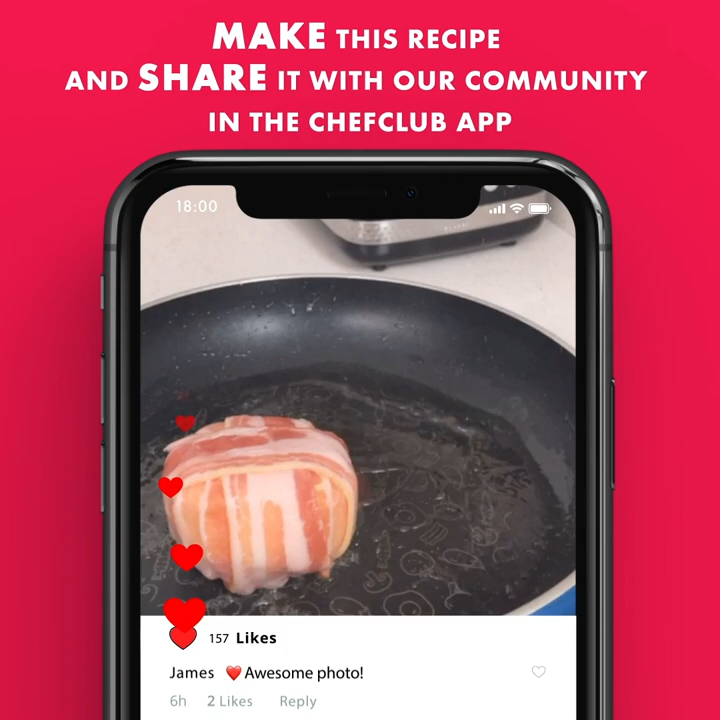 MAKE THIS RECIPE
AND SHARE IT WITH OUR COMMUNITY
IN THE CHEFCLUB APP
18:00
157 Likes
James ❤️ Awesome photo!
6h 2 Likes Reply